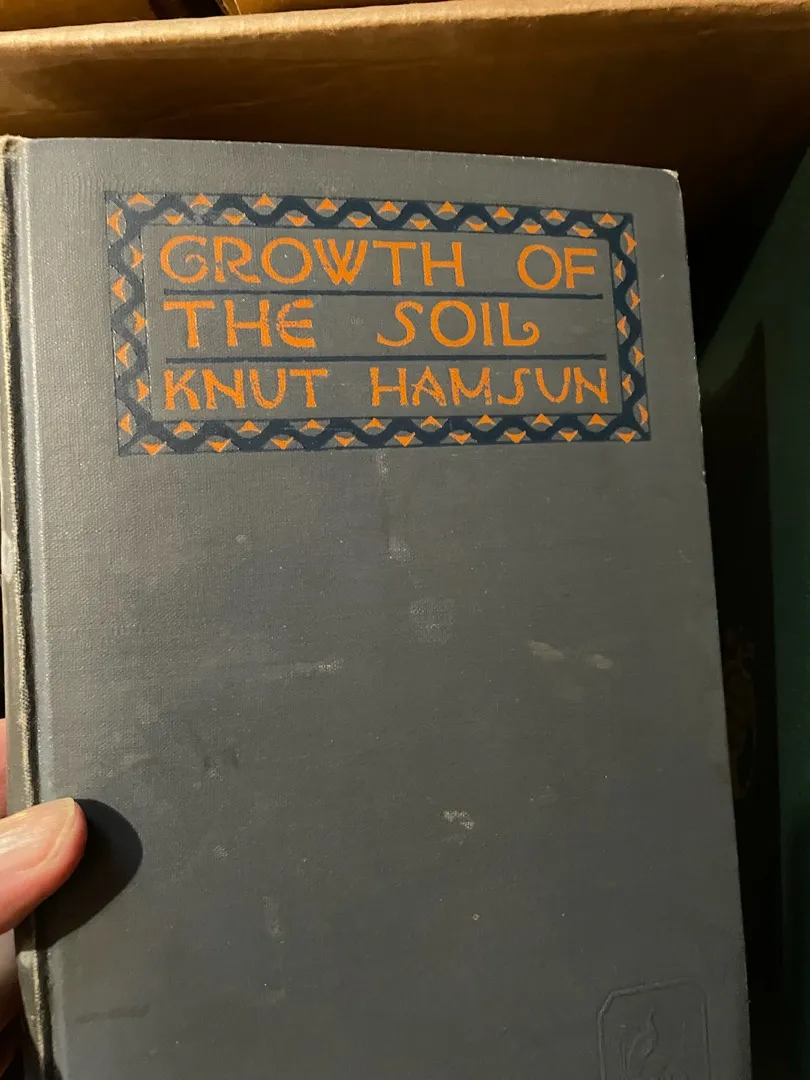 GROWTH OF
THE SOIL
KNUT HAMSUN